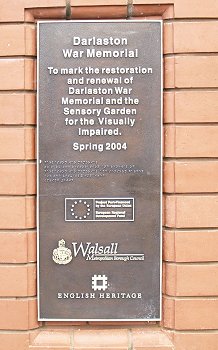 Darlaston
War Memorial
To mark the restoration
and renewal of
Darlaston War
Memorial and the
Sensory Garden
for the Visually
Impaired.
Spring 2004
Project Part-Financed
by the European Union
European Regional
Development Fund
Walsall
Metropolitan Borough Council
ENGLISH HERITAGE